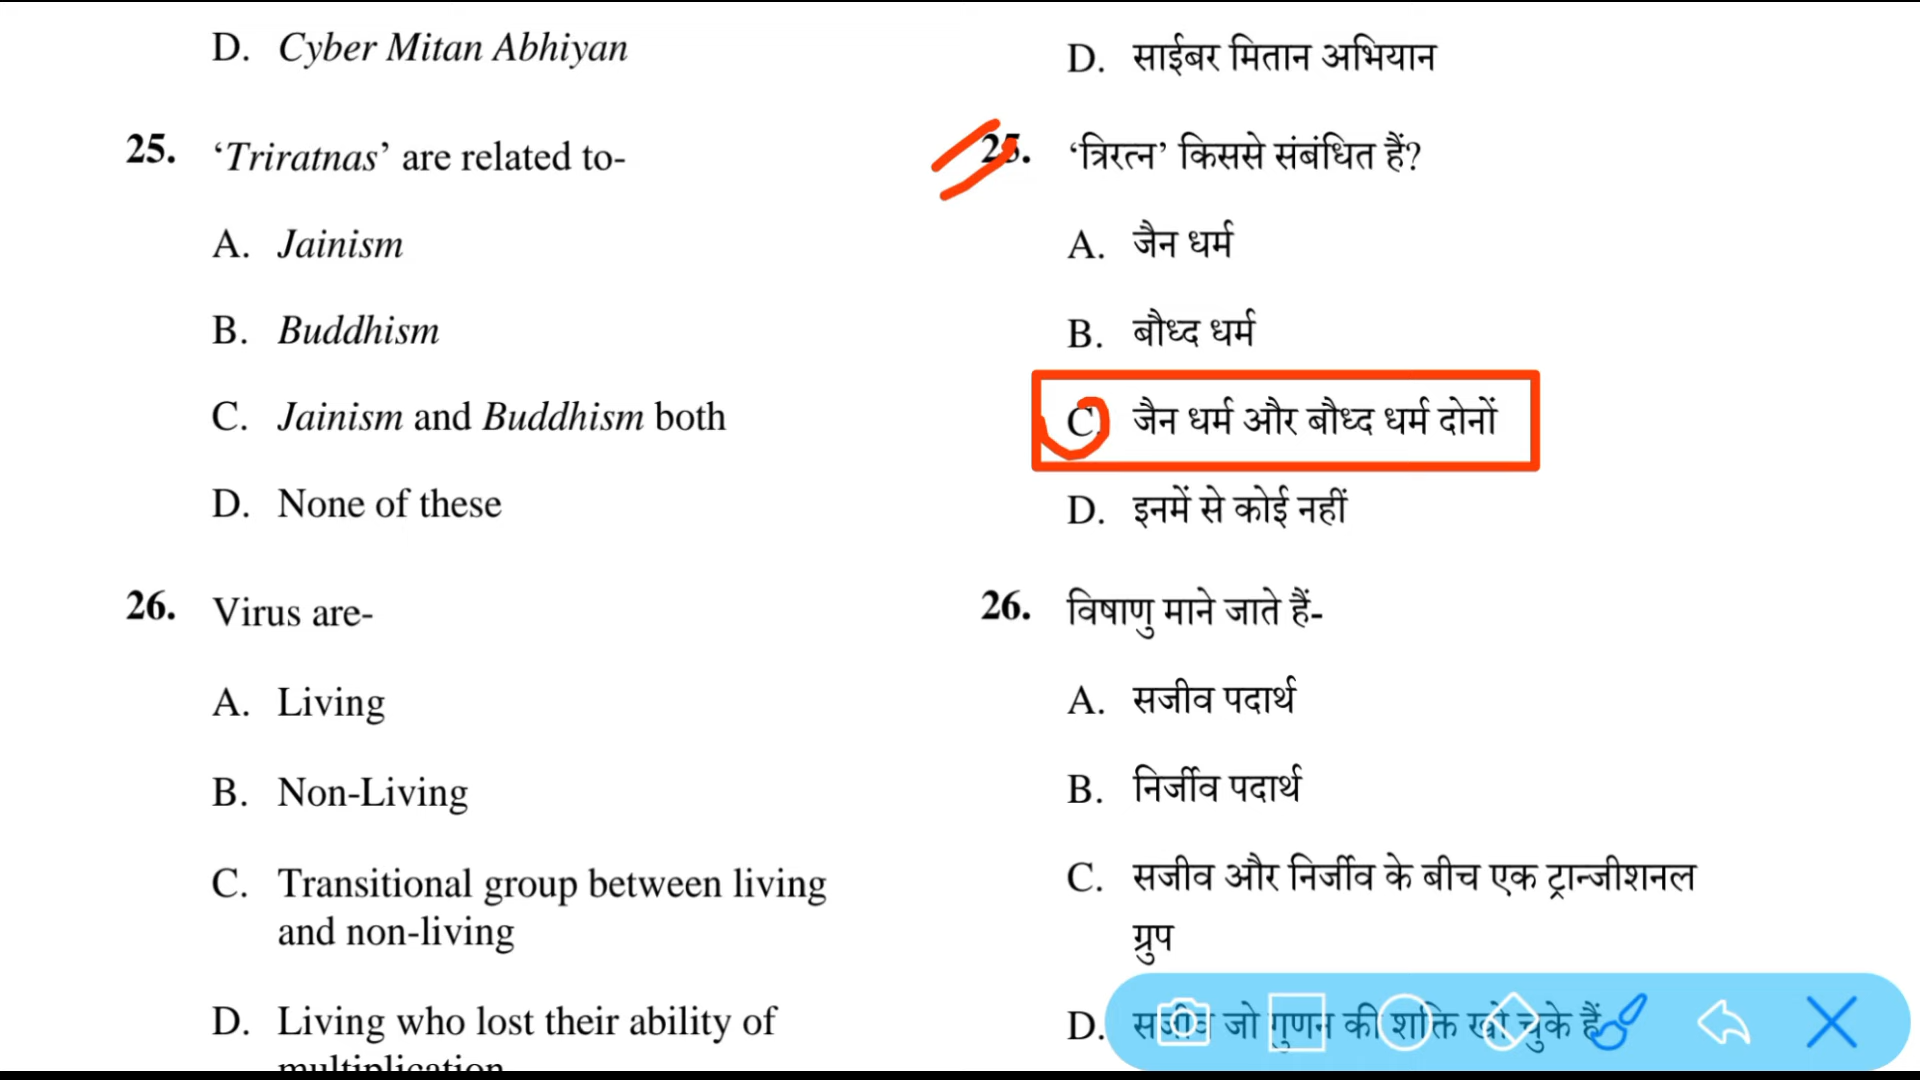 D. Cyber Mitan Abhiyan
25. ‘Triratnas’ are related to-
A. Jainism
B. Buddhism
C. Jainism and Buddhism both
D. None of these
26. Virus are-
A. Living
B. Non-Living
C. Transitional group between living
and non-living
D. Living who lost their ability of
multiplication
D. साईबर मितान अभियान
25. ‘त्रिरत्न’ किससे संबंधित हैं?
A. जैन धर्म
B. बौध्द धर्म
C. जैन धर्म और बौध्द धर्म दोनों
D. इनमें से कोई नहीं
26. विषाणु माने जाते हैं-
A. सजीव पदार्थ
B. निर्जीव पदार्थ
C. सजीव और निर्जीव के बीच एक ट्रान्जीशनल
ग्रुप
D. सजीव जो गुणन की शक्ति खो चुके हैं